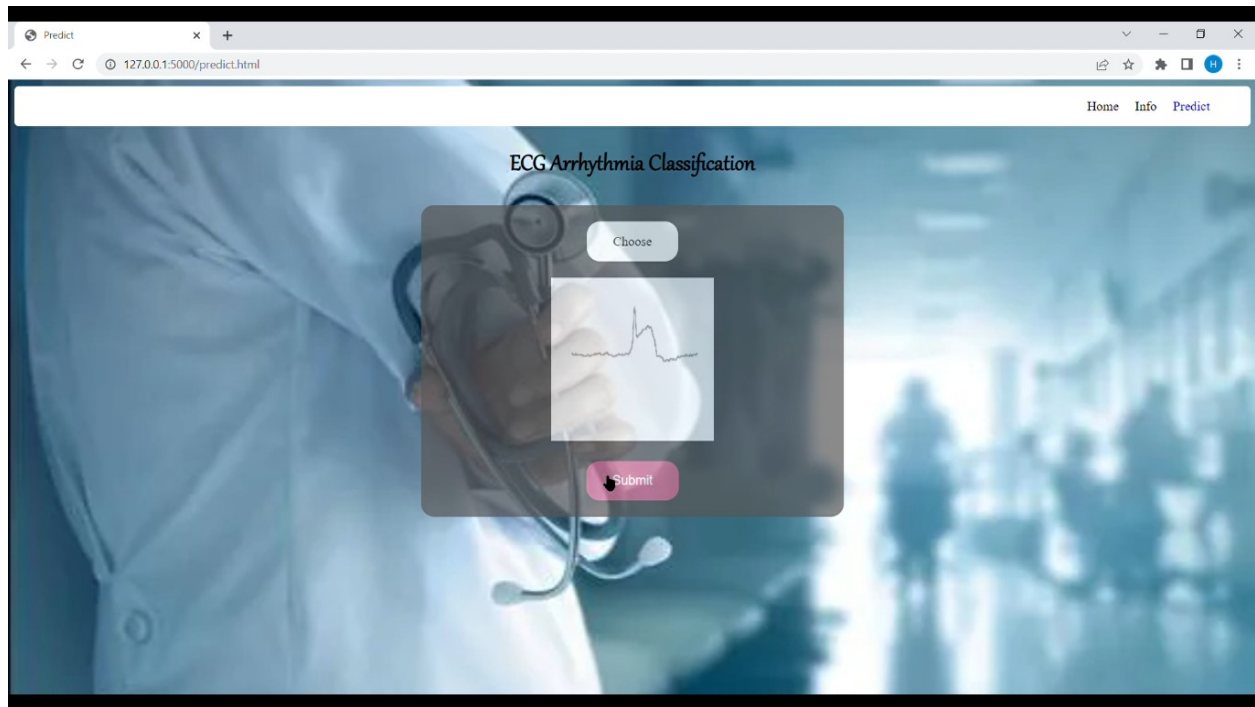 Predict
127.0.0.1:5000/predict.html
H
Home Info Predict
ECG Arrhythmia Classification
Choose
Submit